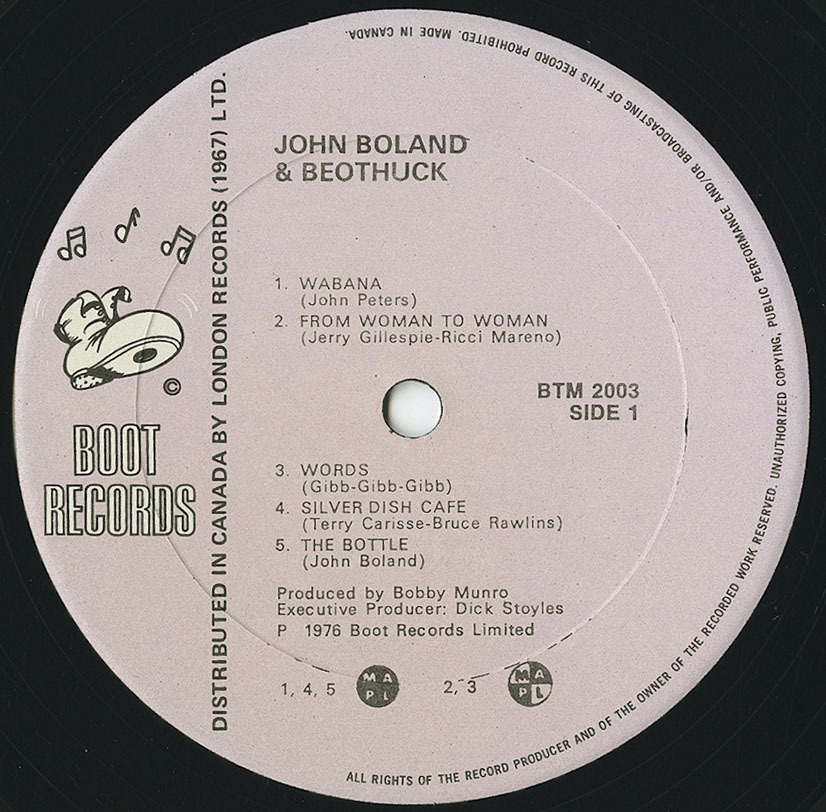 JOHN BOLAND
& BEOTHUCK
1. WABANA
(John Peters)
2. FROM WOMAN TO WOMAN
(Jerry Gillespie-Ricci Mareno)
BTM 2003
SIDE 1
3. WORDS
(Gibb-Gibb-Gibb)
4. SILVER DISH CAFE
(Terry Carisse-Bruce Rawlins)
5. THE BOTTLE
(John Boland)
Produced by Bobby Munro
Executive Producer: Dick Stoyles
P 1976 Boot Records Limited
1, 4, 5 M A P L 2, 3 M A P L
©
BOOT
RECORDS
DISTRIBUTED IN CANADA BY LONDON RECORDS (1967) LTD.
ALL RIGHTS OF THE RECORD PRODUCER AND OF THE OWNER OF THE RECORDED WORK RESERVED. UNAUTHORIZED COPYING, PUBLIC PERFORMANCE AND/OR BROADCASTING OF THIS RECORD PROHIBITED. MADE IN CANADA.